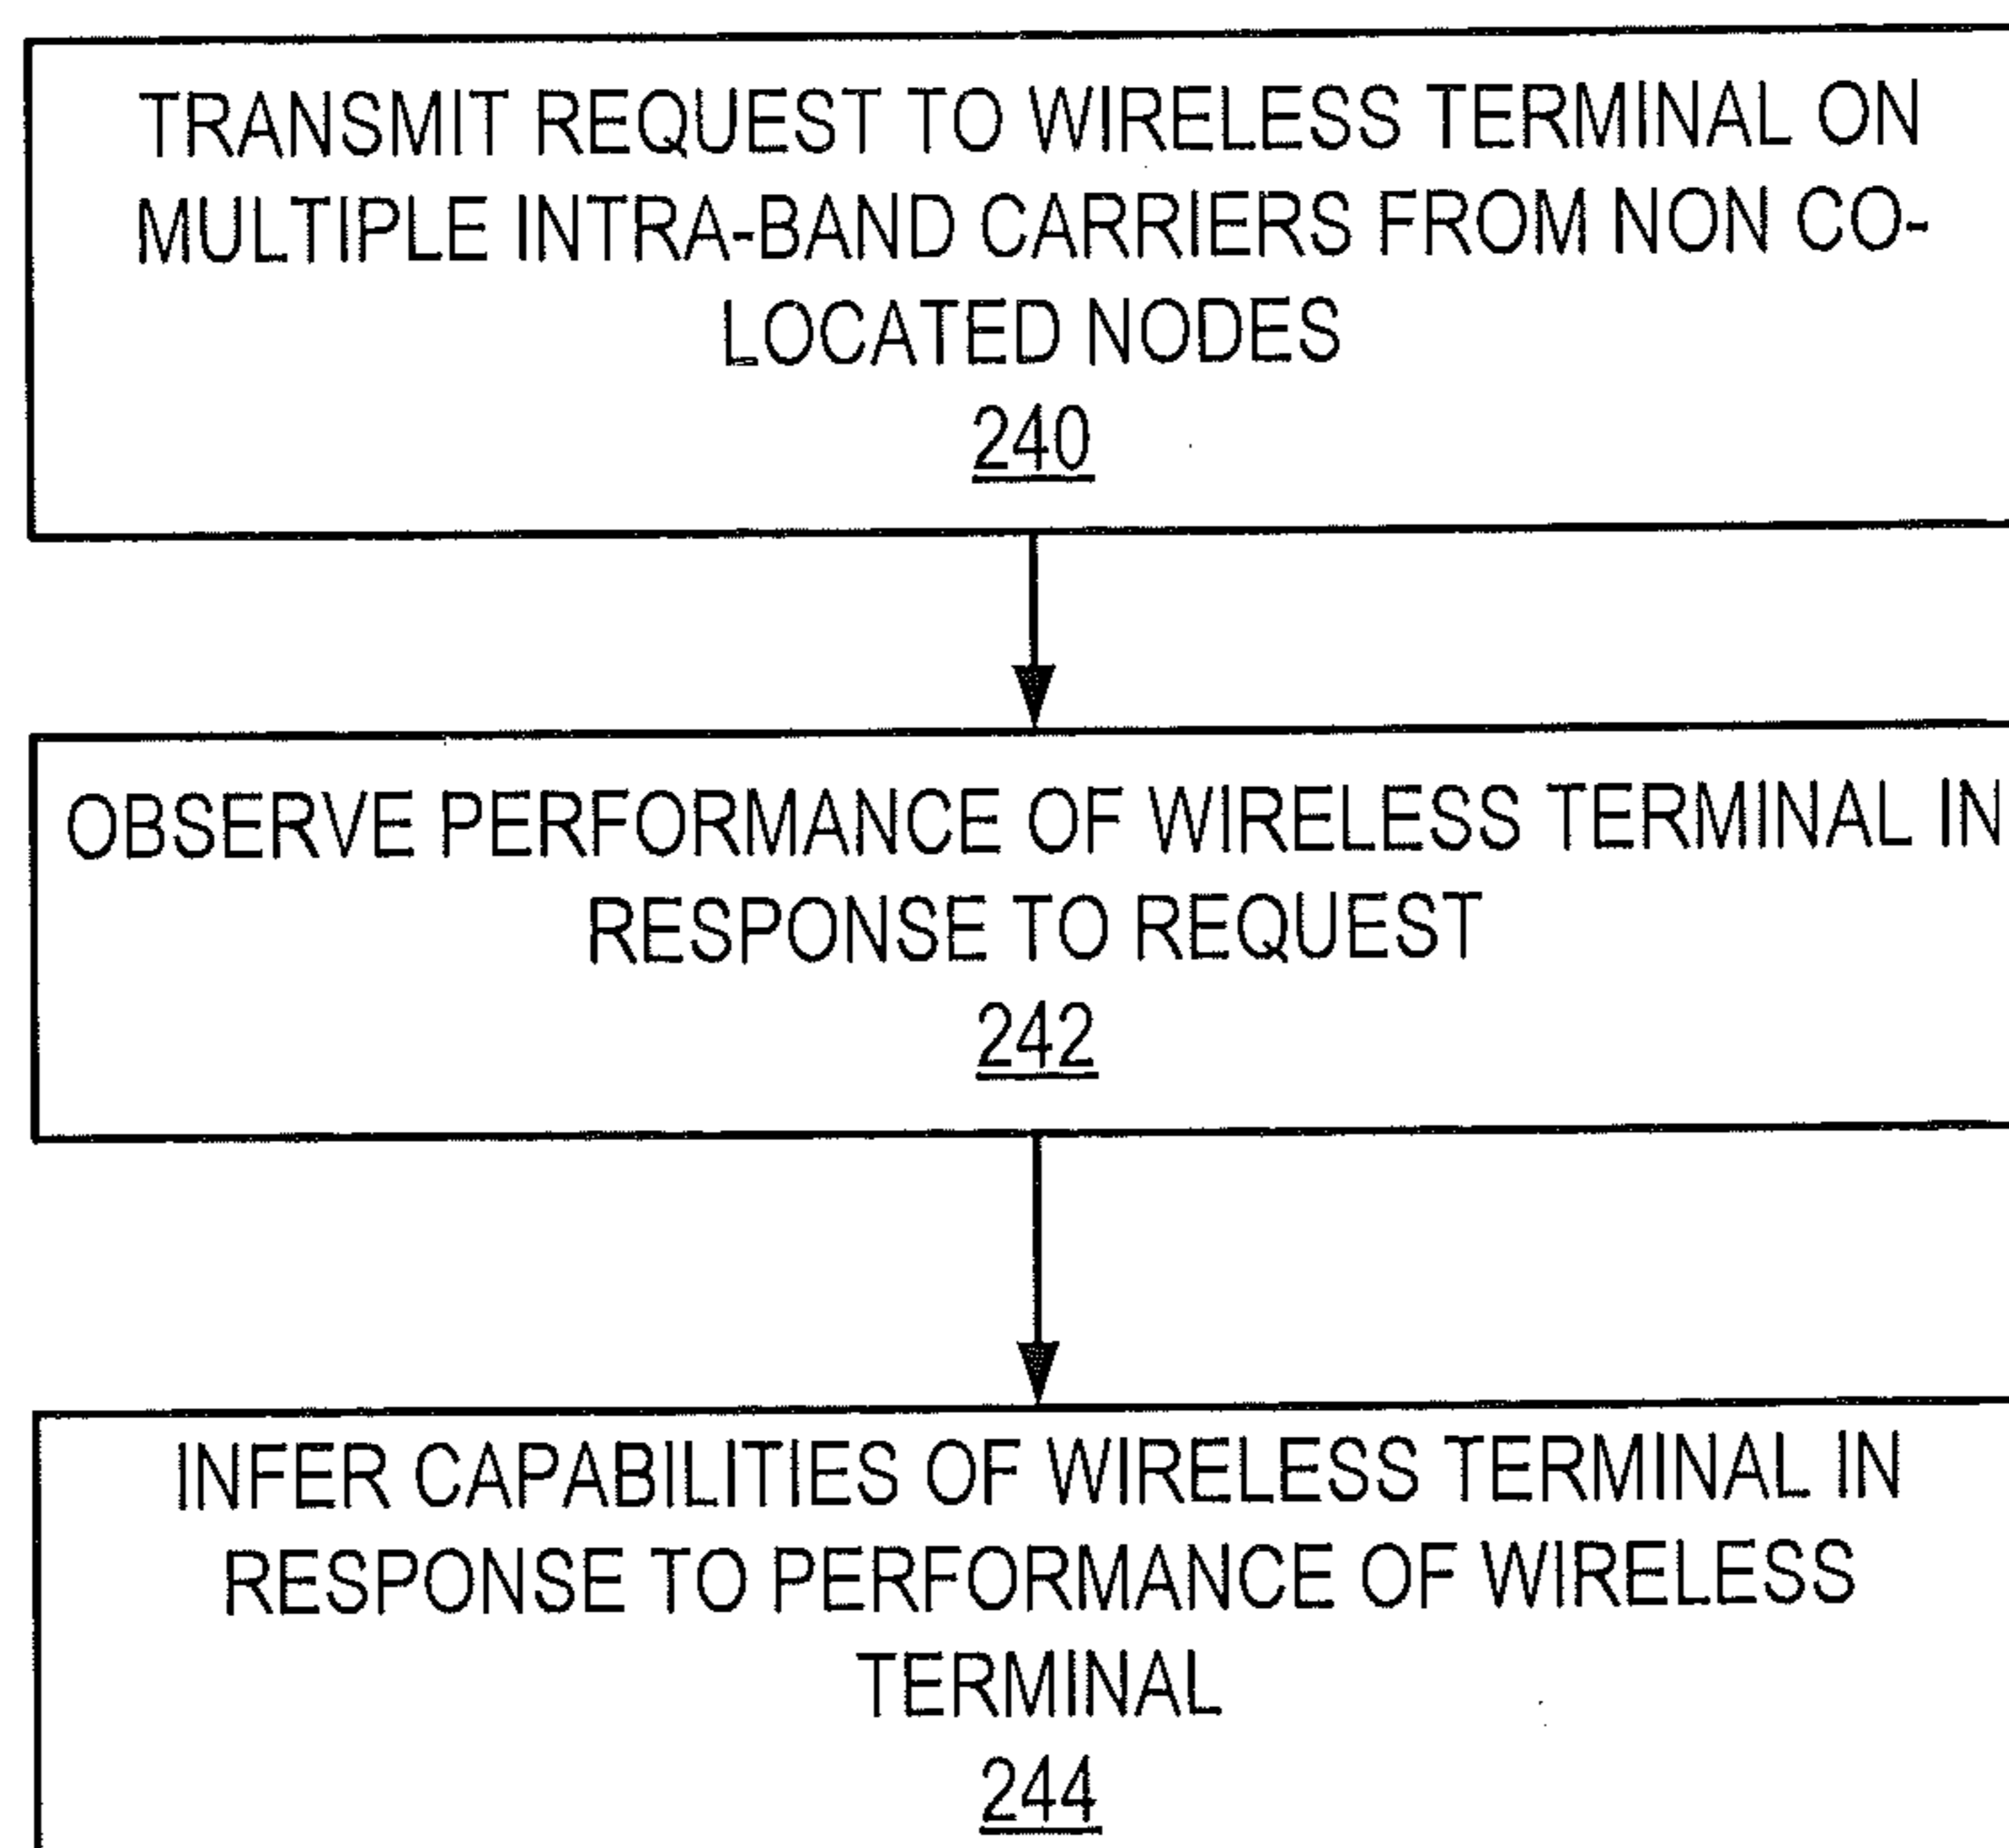 TRANSMIT REQUEST TO WIRELESS TERMINAL ON
MULTIPLE INTRA-BAND CARRIERS FROM NON CO-
LOCATED NODES
240
OBSERVE PERFORMANCE OF WIRELESS TERMINAL IN
RESPONSE TO REQUEST
242
INFER CAPABILITIES OF WIRELESS TERMINAL IN
RESPONSE TO PERFORMANCE OF WIRELESS
TERMINAL
244